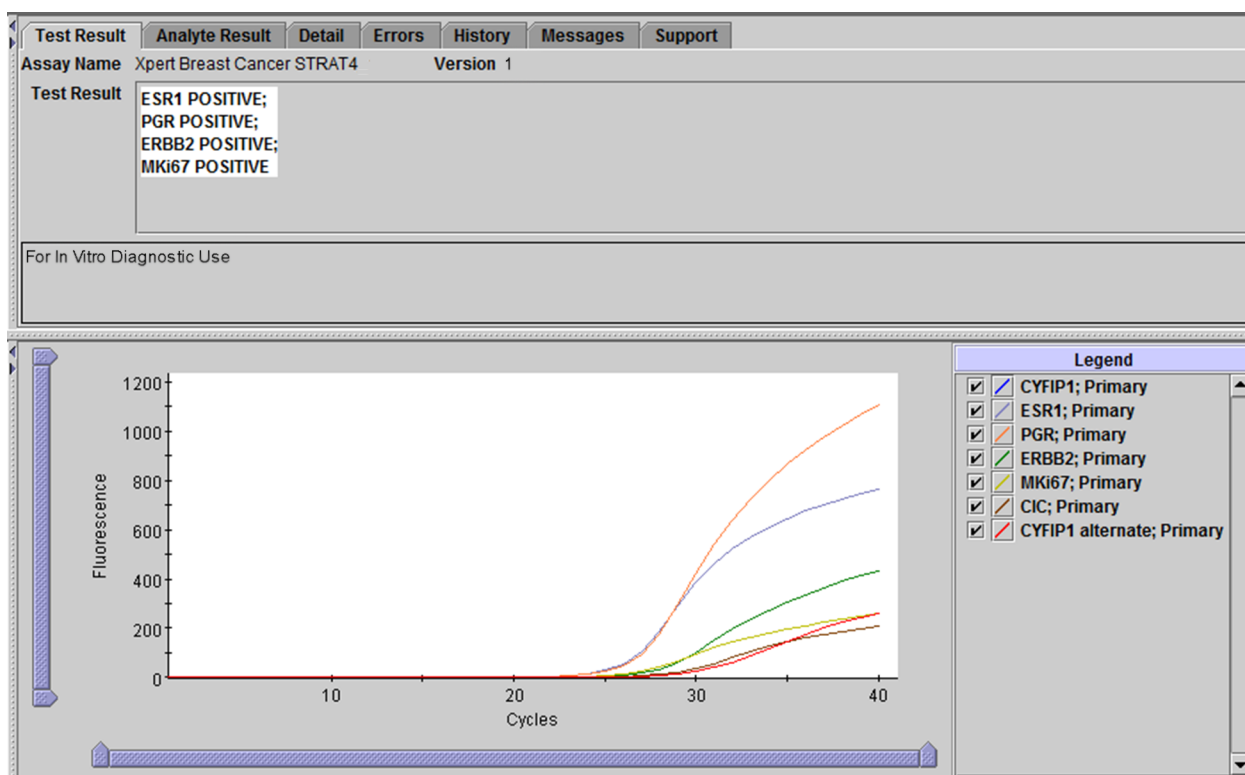 Test Result Analyte Result Detail Errors History Messages Support
Assay Name Xpert Breast Cancer STRAT4 Version 1
Test Result
ESR1 POSITIVE;
PGR POSITIVE;
ERBB2 POSITIVE;
MKi67 POSITIVE
For In Vitro Diagnostic Use
1200
1000
800
600
400
200
0
Fluorescence
10 20 30 40
Cycles
Legend
CYFIP1; Primary
ESR1; Primary
PGR; Primary
ERBB2; Primary
MKi67; Primary
CIC; Primary
CYFIP1 alternate; Primary